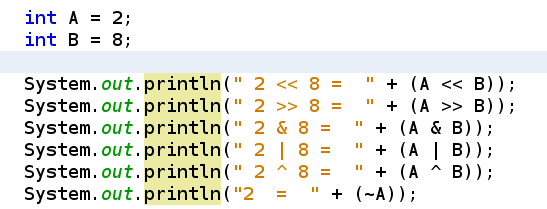 int A = 2;
int B = 8;
System.out.println(" 2 << 8 =  " + (A << B));
System.out.println(" 2 >> 8 =  " + (A >> B));
System.out.println(" 2 & 8 =  " + (A & B));
System.out.println(" 2 | 8 =  " + (A | B));
System.out.println(" 2 ^ 8 =  " + (A ^ B));
System.out.println("2  =  " + (~A));